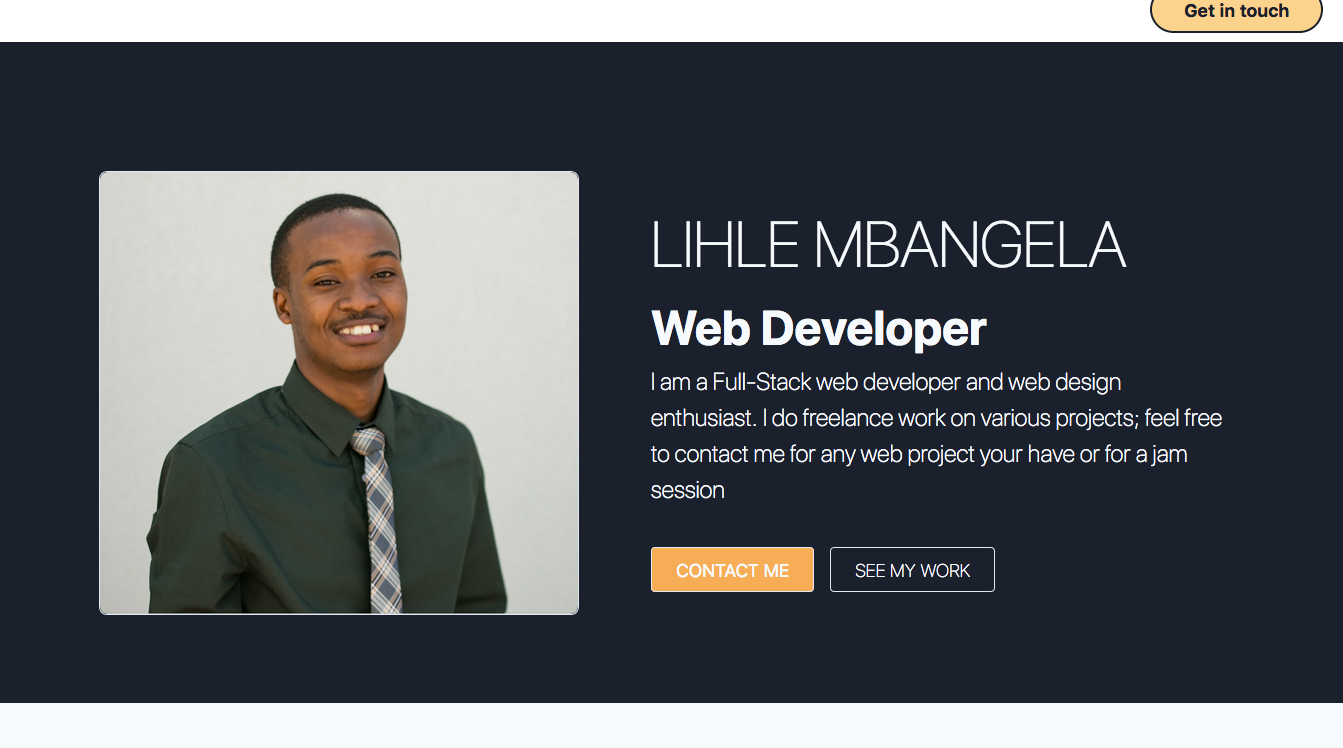 Get in touch
LIHLE MBANGELA
Web Developer
I am a Full-Stack web developer and web design
enthusiast. I do freelance work on various projects; feel free
to contact me for any web project your have or for a jam
session
CONTACT ME
SEE MY WORK